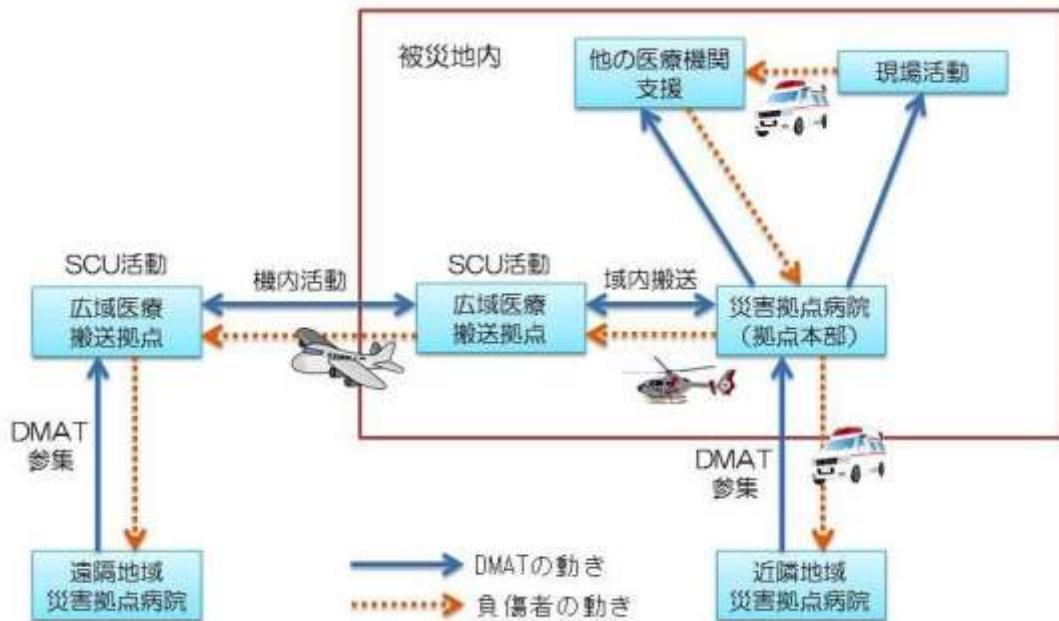 被災地内
他の医療機関
支援
現場活動
SCU活動
広域医療
搬送拠点
機内活動
SCU活動
広域医療
搬送拠点
域内搬送
災害拠点病院
(拠点本部)
DMAT
参集
DMAT
参集
遠隔地域
災害拠点病院
DMATの動き
負傷者の動き
近隣地域
災害拠点病院